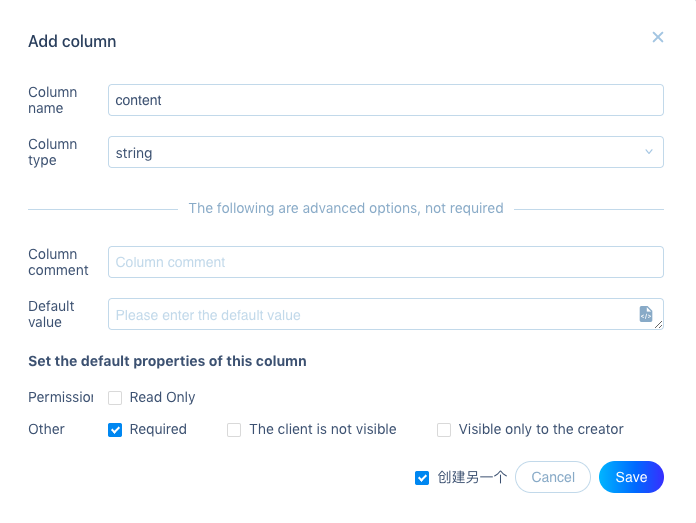 Add column
Column
name
content
Column
type
string
The following are advanced options, not required
Column
comment
Column comment
Default
value
Please enter the default value
Set the default properties of this column
Permission
Read Only
Other
Required
The client is not visible
Visible only to the creator
创建另一个
Cancel
Save